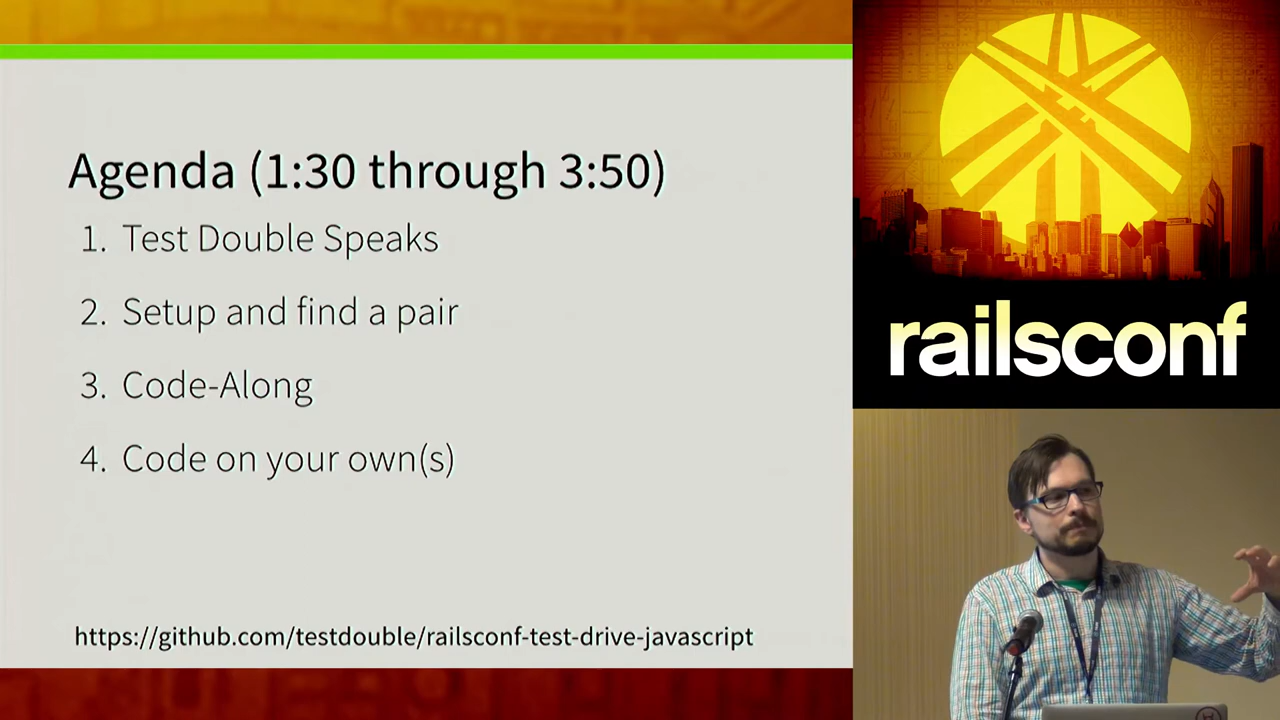 Agenda (1:30 through 3:50)
1. Test Double Speaks
2. Setup and find a pair
3. Code-Along
4. Code on your own(s)
https://github.com/testdouble/railsconf-test-drive-javascript
railsconf